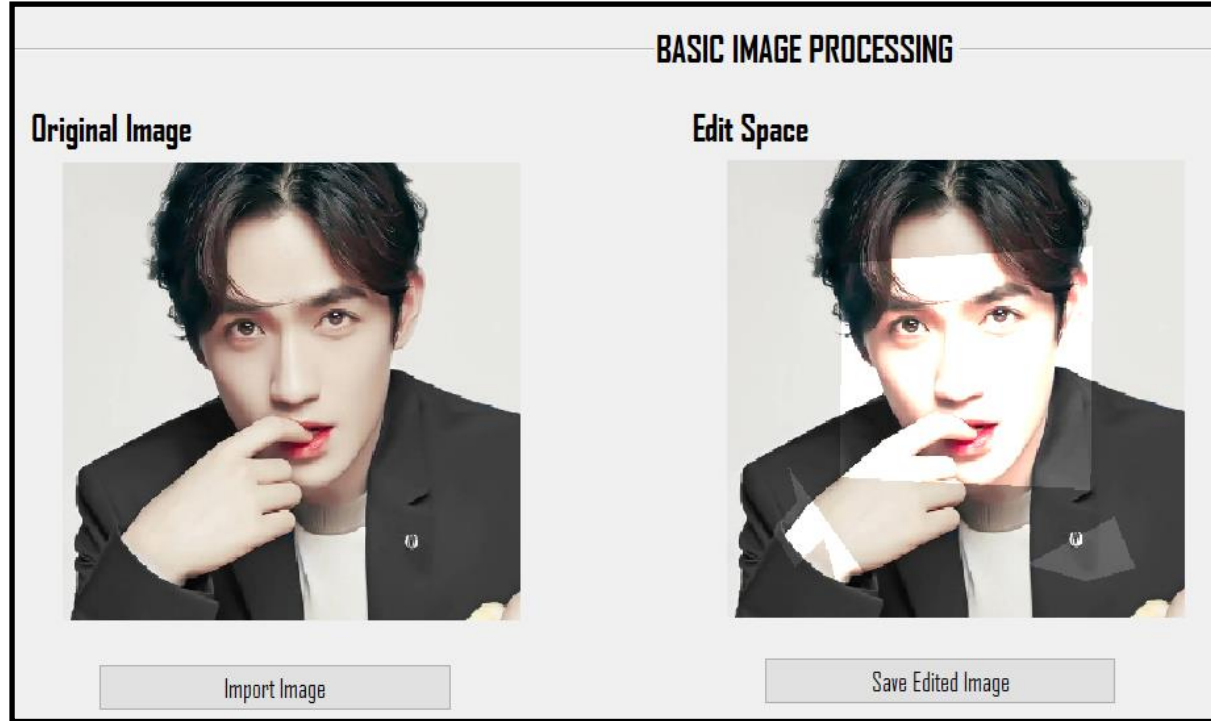 BASIC IMAGE PROCESSING
Original Image
Edit Space
Import Image
Save Edited Image